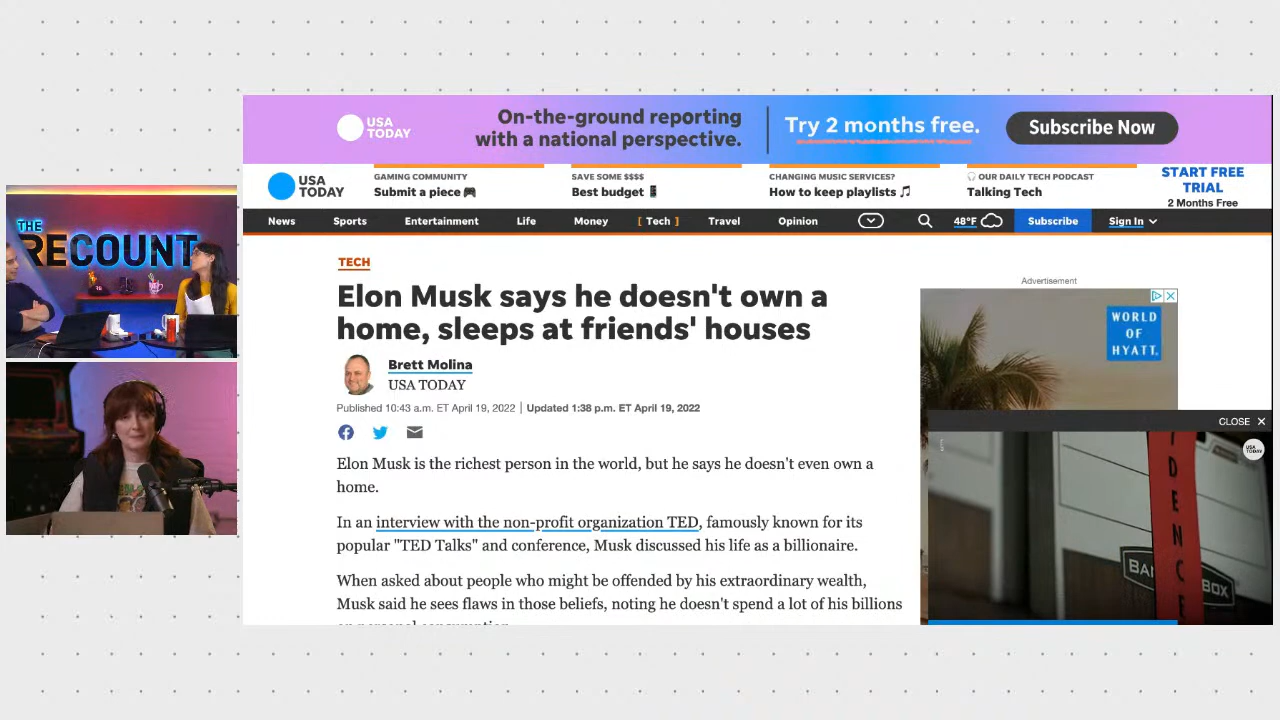 THE
RECOUNT
USA
TODAY
On-the-ground reporting
with a national perspective.
Try 2 months free.
Subscribe Now
USA
TODAY
GAMING COMMUNITY
Submit a piece 🎮
SAVE SOME $$$$
Best budget 📱
CHANGING MUSIC SERVICES?
How to keep playlists 🎵
🎧 OUR DAILY TECH PODCAST
Talking Tech
START FREE
TRIAL
2 Months Free
News Sports Entertainment Life Money [ Tech ] Travel Opinion 48°F Subscribe Sign In
TECH
Elon Musk says he doesn't own a
home, sleeps at friends' houses
Brett Molina
USA TODAY
Published 10:43 a.m. ET April 19, 2022 | Updated 1:38 p.m. ET April 19, 2022
Elon Musk is the richest person in the world, but he says he doesn't even own a
home.
In an interview with the non-profit organization TED, famously known for its
popular "TED Talks" and conference, Musk discussed his life as a billionaire.
When asked about people who might be offended by his extraordinary wealth,
Musk said he sees flaws in those beliefs, noting he doesn't spend a lot of his billions
on personal consumption.
Advertisement
WORLD
OF
HYATT.
CLOSE X
USA
TODAY
IDENCE
BA
BOX